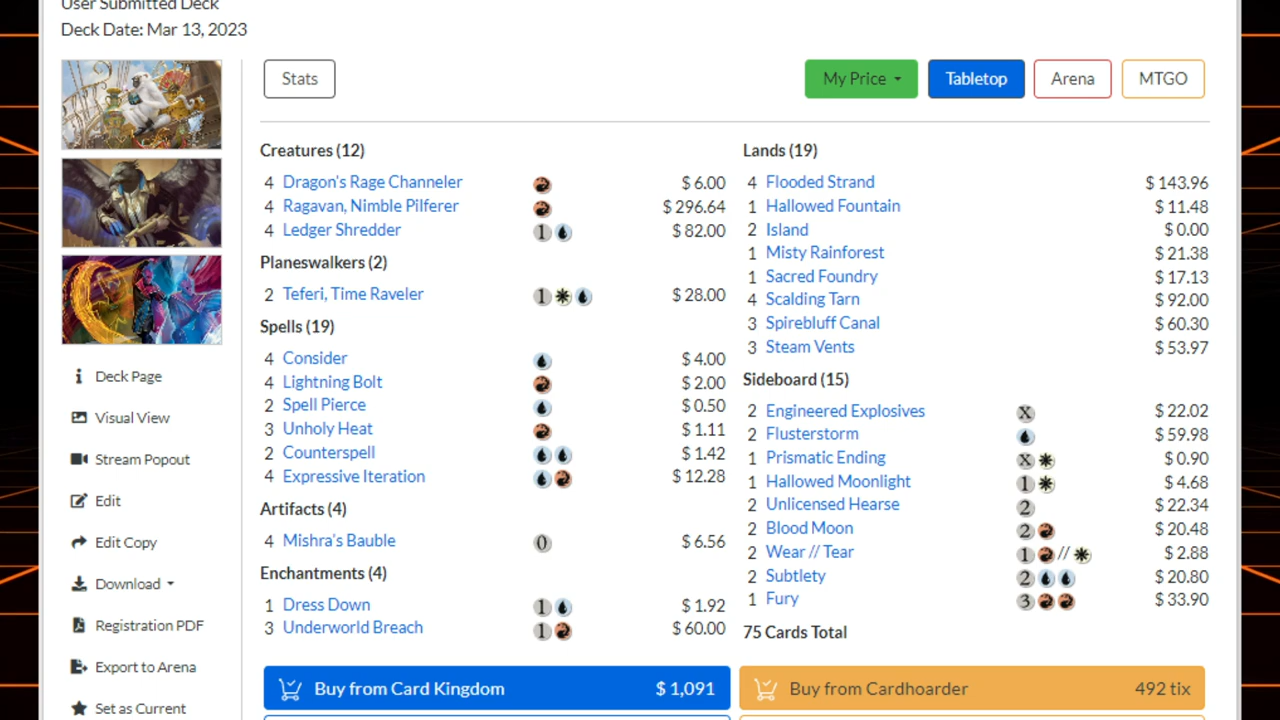 User Submitted Deck
Deck Date: Mar 13, 2023
Stats
My Price
Tabletop
Arena
MTGO
Creatures (12)
4 Dragon's Rage Channeler $ 6.00
4 Ragavan, Nimble Pilferer $ 296.64
4 Ledger Shredder 1 $ 82.00
Planeswalkers (2)
2 Teferi, Time Raveler 1 $ 28.00
Spells (19)
4 Consider $ 4.00
4 Lightning Bolt $ 2.00
2 Spell Pierce $ 0.50
3 Unholy Heat $ 1.11
2 Counterspell $ 1.42
4 Expressive Iteration $ 12.28
Artifacts (4)
4 Mishra's Bauble 0 $ 6.56
Enchantments (4)
1 Dress Down 1 $ 1.92
3 Underworld Breach 1 $ 60.00
Lands (19)
4 Flooded Strand $ 143.96
1 Hallowed Fountain $ 11.48
2 Island $ 0.00
1 Misty Rainforest $ 21.38
1 Sacred Foundry $ 17.13
4 Scalding Tarn $ 92.00
3 Spirebluff Canal $ 60.30
3 Steam Vents $ 53.97
Sideboard (15)
2 Engineered Explosives X $ 22.02
2 Flusterstorm $ 59.98
1 Prismatic Ending X $ 0.90
1 Hallowed Moonlight 1 $ 4.68
2 Unlicensed Hearse 2 $ 22.34
2 Blood Moon 2 $ 20.48
2 Wear // Tear 1 // $ 2.88
2 Subtlety 2 $ 20.80
1 Fury 3 $ 33.90
75 Cards Total
Deck Page
Visual View
Stream Popout
Edit
Edit Copy
Download
Registration PDF
Export to Arena
Set as Current
Buy from Card Kingdom $ 1,091
Buy from Cardhoarder 492 tix